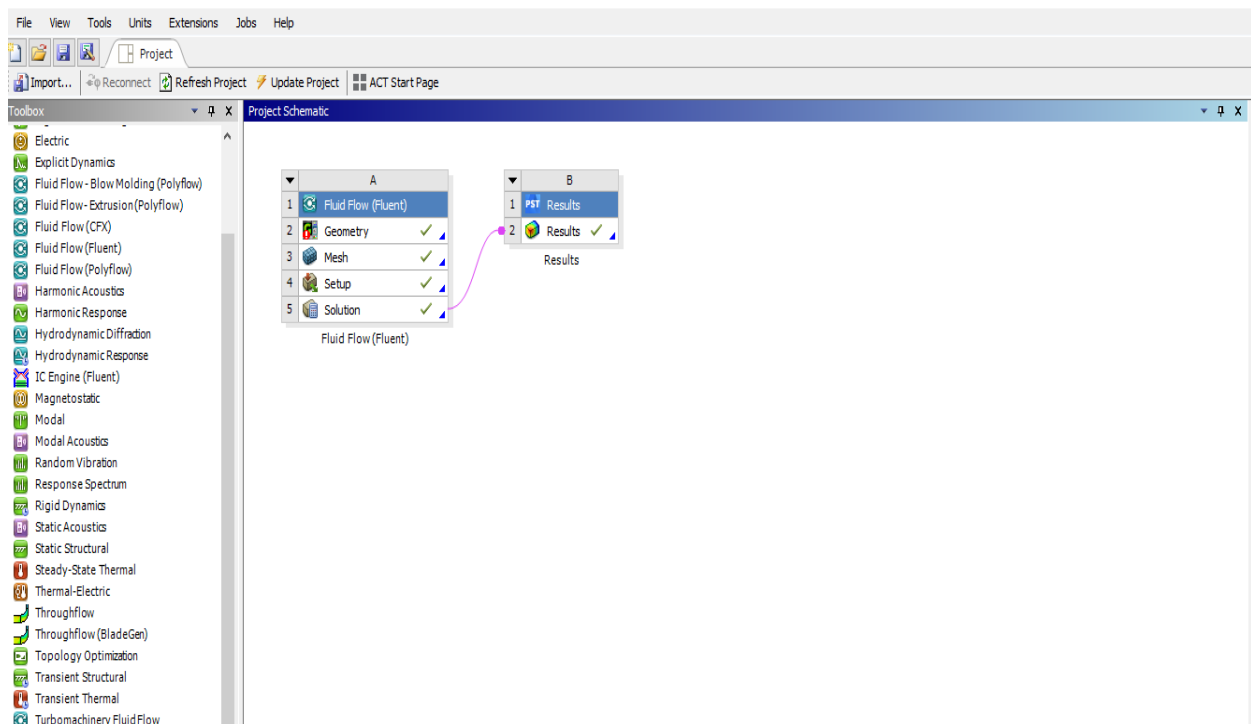 File View Tools Units Extensions Jobs Help
Project
Import... Reconnect Refresh Project Update Project ACT Start Page
Toolbox
Project Schematic
Electric
Explicit Dynamics
Fluid Flow - Blow Molding (Polyflow)
Fluid Flow - Extrusion (Polyflow)
Fluid Flow (CFX)
Fluid Flow (Fluent)
Fluid Flow (Polyflow)
Harmonic Acoustics
Harmonic Response
Hydrodynamic Diffraction
Hydrodynamic Response
IC Engine (Fluent)
Magnetostatic
Modal
Modal Acoustics
Random Vibration
Response Spectrum
Rigid Dynamics
Static Acoustics
Static Structural
Steady-State Thermal
Thermal-Electric
Throughflow
Throughflow (BladeGen)
Topology Optimization
Transient Structural
Transient Thermal
Turbomachinery Fluid Flow
A
1 Fluid Flow (Fluent)
2 Geometry
3 Mesh
4 Setup
5 Solution
Fluid Flow (Fluent)
B
1 PST Results
2 Results
Results